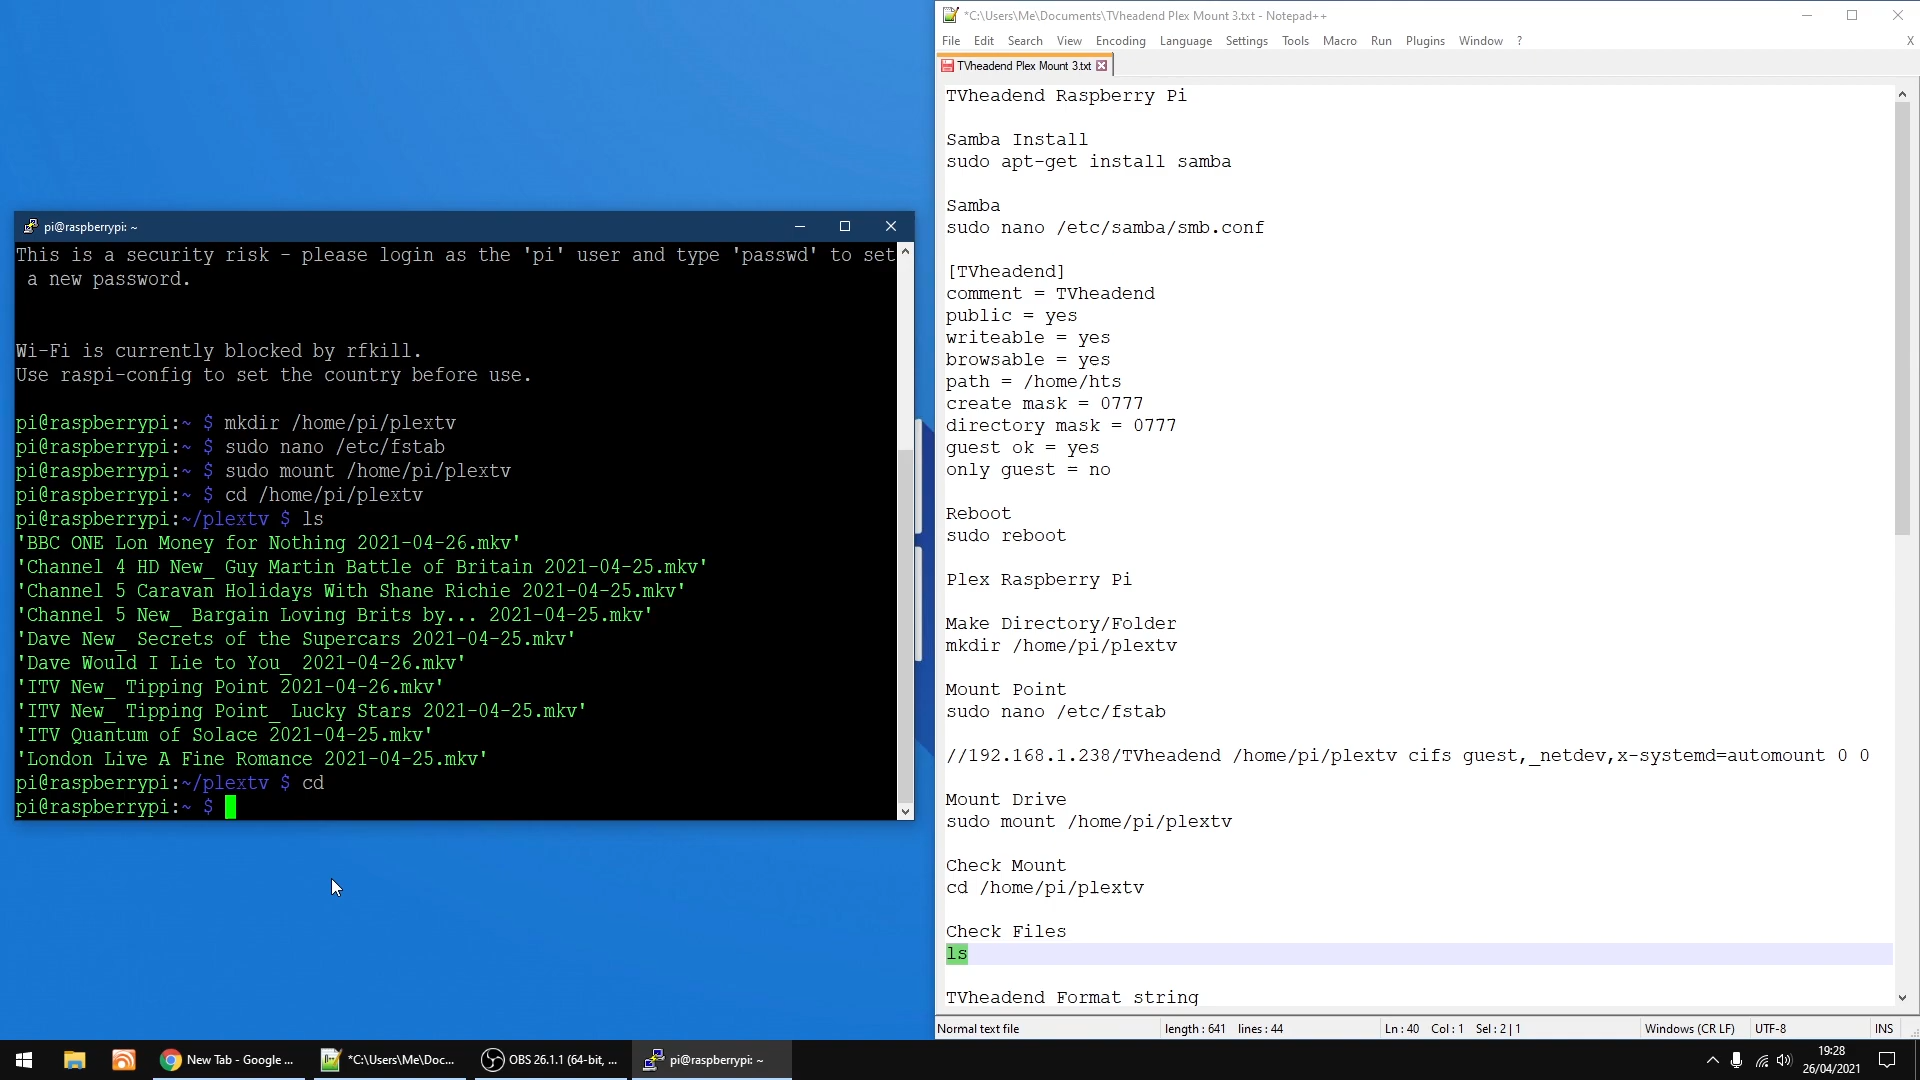 *C:\Users\Me\Documents\TVheadend Plex Mount 3.txt - Notepad++
File Edit Search View Encoding Language Settings Tools Macro Run Plugins Window ?
X
TVheadend Plex Mount 3.txt
TVheadend Raspberry Pi
Samba Install
sudo apt-get install samba
Samba
sudo nano /etc/samba/smb.conf
[TVheadend]
comment = TVheadend
public = yes
writeable = yes
browsable = yes
path = /home/hts
create mask = 0777
directory mask = 0777
guest ok = yes
only guest = no
Reboot
sudo reboot
Plex Raspberry Pi
Make Directory/Folder
mkdir /home/pi/plextv
Mount Point
sudo nano /etc/fstab
//192.168.1.238/TVheadend /home/pi/plextv cifs guest,_netdev,x-systemd=automount 0 0
Mount Drive
sudo mount /home/pi/plextv
Check Mount
cd /home/pi/plextv
Check Files
ls
TVheadend Format string
Normal text file length : 641 lines : 44 Ln : 40 Col : 1 Sel : 2 | 1 Windows (CR LF) UTF-8 INS
pi@raspberrypi: ~
This is a security risk - please login as the 'pi' user and type 'passwd' to set
a new password.
Wi-Fi is currently blocked by rfkill.
Use raspi-config to set the country before use.
pi@raspberrypi:~ $ mkdir /home/pi/plextv
pi@raspberrypi:~ $ sudo nano /etc/fstab
pi@raspberrypi:~ $ sudo mount /home/pi/plextv
pi@raspberrypi:~ $ cd /home/pi/plextv
pi@raspberrypi:~/plextv $ ls
'BBC ONE Lon Money for Nothing 2021-04-26.mkv'
'Channel 4 HD New_ Guy Martin Battle of Britain 2021-04-25.mkv'
'Channel 5 Caravan Holidays With Shane Richie 2021-04-25.mkv'
'Channel 5 New_ Bargain Loving Brits by... 2021-04-25.mkv'
'Dave New_ Secrets of the Supercars 2021-04-25.mkv'
'Dave Would I Lie to You_ 2021-04-26.mkv'
'ITV New_ Tipping Point 2021-04-26.mkv'
'ITV New_ Tipping Point_ Lucky Stars 2021-04-25.mkv'
'ITV Quantum of Solace 2021-04-25.mkv'
'London Live A Fine Romance 2021-04-25.mkv'
pi@raspberrypi:~/plextv $ cd
pi@raspberrypi:~ $
New Tab - Google ...
*C:\Users\Me\Doc...
OBS 26.1.1 (64-bit, ...
pi@raspberrypi: ~
19:28
26/04/2021